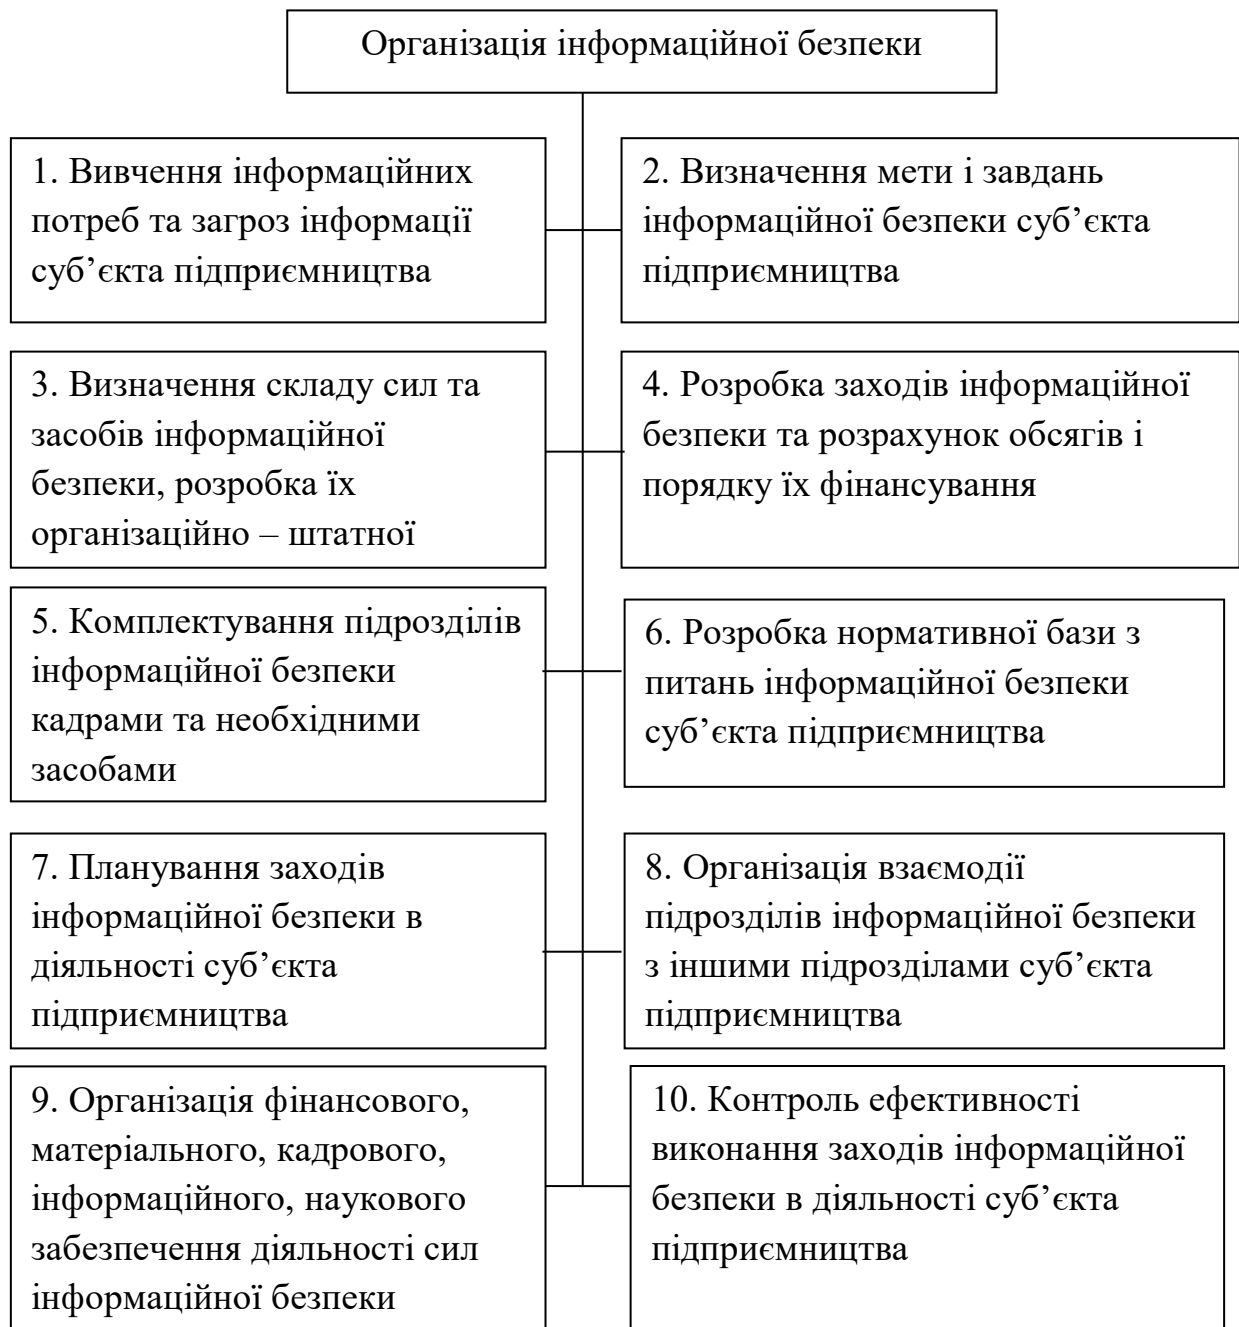 Організація інформаційної безпеки
1. Вивчення інформаційних
потреб та загроз інформації
суб’єкта підприємництва
2. Визначення мети і завдань
інформаційної безпеки суб’єкта
підприємництва
3. Визначення складу сил та
засобів інформаційної
безпеки, розробка їх
організаційно – штатної
4. Розробка заходів інформаційної
безпеки та розрахунок обсягів і
порядку їх фінансування
5. Комплектування підрозділів
інформаційної безпеки
кадрами та необхідними
засобами
6. Розробка нормативної бази з
питань інформаційної безпеки
суб’єкта підприємництва
7. Планування заходів
інформаційної безпеки в
діяльності суб’єкта
підприємництва
8. Організація взаємодії
підрозділів інформаційної безпеки
з іншими підрозділами суб’єкта
підприємництва
9. Організація фінансового,
матеріального, кадрового,
інформаційного, наукового
забезпечення діяльності сил
інформаційної безпеки
10. Контроль ефективності
виконання заходів інформаційної
безпеки в діяльності суб’єкта
підприємництва